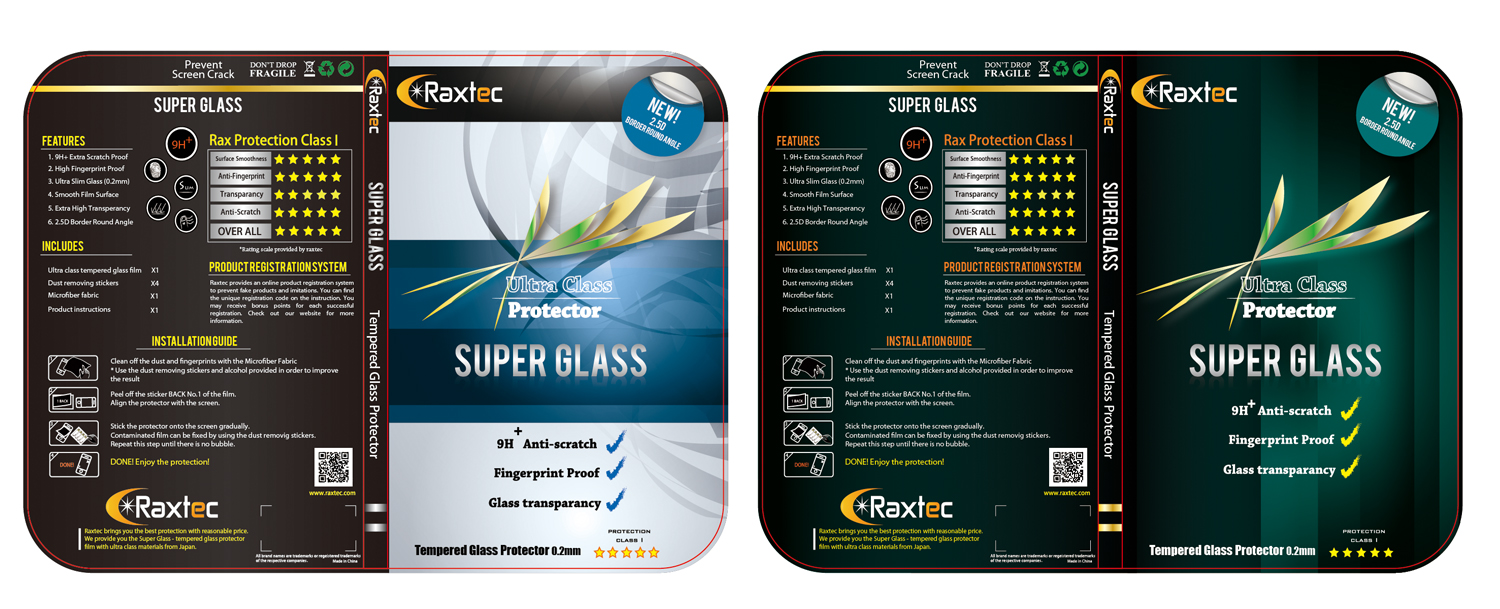 Prevent
Screen Crack
DON'T DROP
FRAGILE
SUPER GLASS
FEATURES
1. 9H+ Extra Scratch Proof
2. High Fingerprint Proof
3. Ultra Slim Glass (0.2mm)
4. Smooth Film Surface
5. Extra High Transperancy
6. 2.5D Border Round Angle
9H+
Rax Protection Class I
Surface Smoothness
Anti-Fingerprint
Transparancy
Anti-Scratch
OVER ALL
*Rating scale provided by raxtec
INCLUDES
Ultra class tempered glass film X1
Dust removing stickers X4
Microfiber fabric X1
Product instructions X1
PRODUCT REGISTRATION SYSTEM
Raxtec provides an online product registration system
to prevent fake products and imitations. You can find
the unique registration code on the instruction. You
may receive bonus points for each successful
registration. Check out our website for more
information.
INSTALLATION GUIDE
Clean off the dust and fingerprints with the Microfiber Fabric
* Use the dust removing stickers and alcohol provided in order to improve
the result
1 BACK
Peel off the sticker BACK No.1 of the film.
Align the protector with the screen.
Stick the protector onto the screen gradually.
Contaminated film can be fixed by using the dust removig stickers.
Repeat this step until there is no bubble.
DONE!
DONE! Enjoy the protection!
www.raxtec.com
Raxtec
Raxtec brings you the best protection with reasonable price.
We provide you the Super Glass - tempered glass protector
film with ultra class materials from Japan.
All brand names are trademarks or regeistered trademarks
of the respective companies.
Made in China
Raxtec
SUPER GLASS
Tempered Glass Protector
Raxtec
NEW!
2.5D
BORDER ROUND ANGLE
Ultra Class
Protector
SUPER GLASS
9H+ Anti-scratch
Fingerprint Proof
Glass transparancy
Tempered Glass Protector 0.2mm
PROTECTION
CLASS I
Prevent
Screen Crack
DON'T DROP
FRAGILE
SUPER GLASS
FEATURES
1. 9H+ Extra Scratch Proof
2. High Fingerprint Proof
3. Ultra Slim Glass (0.2mm)
4. Smooth Film Surface
5. Extra High Transperancy
6. 2.5D Border Round Angle
9H+
Rax Protection Class I
Surface Smoothness
Anti-Fingerprint
Transparancy
Anti-Scratch
OVER ALL
*Rating scale provided by raxtec
INCLUDES
Ultra class tempered glass film X1
Dust removing stickers X4
Microfiber fabric X1
Product instructions X1
PRODUCT REGISTRATION SYSTEM
Raxtec provides an online product registration system
to prevent fake products and imitations. You can find
the unique registration code on the instruction. You
may receive bonus points for each successful
registration. Check out our website for more
information.
INSTALLATION GUIDE
Clean off the dust and fingerprints with the Microfiber Fabric
* Use the dust removing stickers and alcohol provided in order to improve
the result
1 BACK
Peel off the sticker BACK No.1 of the film.
Align the protector with the screen.
Stick the protector onto the screen gradually.
Contaminated film can be fixed by using the dust removig stickers.
Repeat this step until there is no bubble.
DONE!
DONE! Enjoy the protection!
www.raxtec.com
Raxtec
Raxtec brings you the best protection with reasonable price.
We provide you the Super Glass - tempered glass protector
film with ultra class materials from Japan.
All brand names are trademarks or regeistered trademarks
of the respective companies.
Made in China
Raxtec
SUPER GLASS
Tempered Glass Protector
Raxtec
NEW!
2.5D
BORDER ROUND ANGLE
Ultra Class
Protector
SUPER GLASS
9H+ Anti-scratch
Fingerprint Proof
Glass transparancy
Tempered Glass Protector 0.2mm
PROTECTION
CLASS I